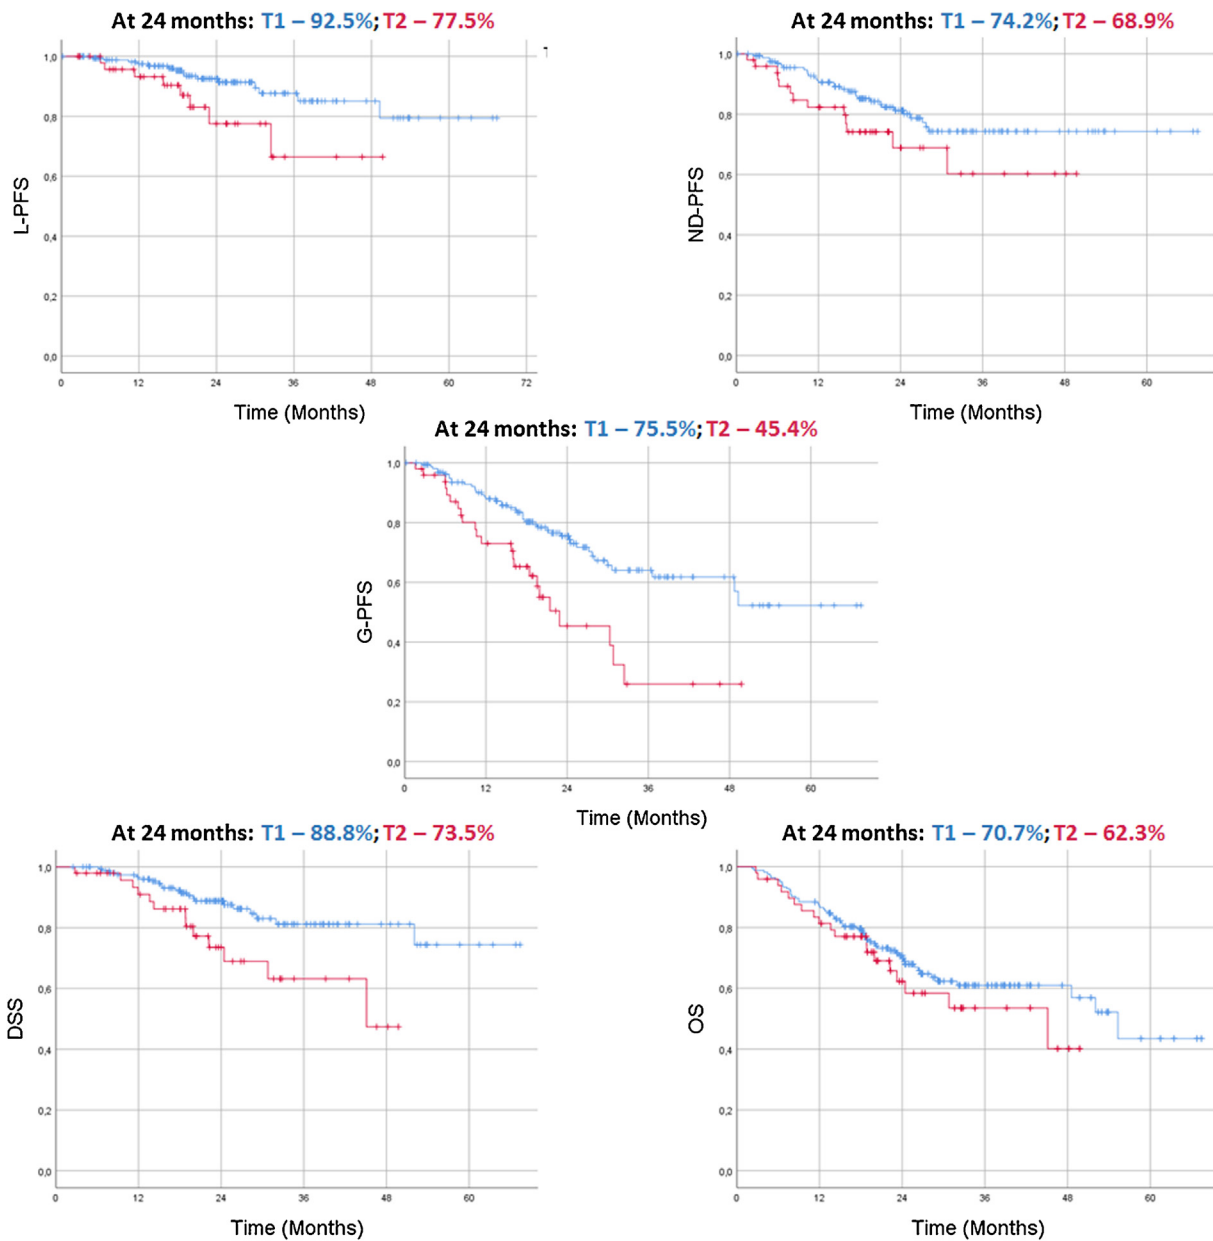 At 24 months: T1 – 92.5%; T2 – 77.5%
1,0
0,8
0,6
0,4
0,2
0,0
L-PFS
0 12 24 36 48 60 72
Time (Months)
At 24 months: T1 – 74.2%; T2 – 68.9%
1,0
0,8
0,6
0,4
0,2
0,0
ND-PFS
0 12 24 36 48 60
Time (Months)
At 24 months: T1 – 75.5%; T2 – 45.4%
1,0
0,8
0,6
0,4
0,2
0,0
G-PFS
0 12 24 36 48 60
Time (Months)
At 24 months: T1 – 88.8%; T2 – 73.5%
1,0
0,8
0,6
0,4
0,2
0,0
DSS
0 12 24 36 48 60
Time (Months)
At 24 months: T1 – 70.7%; T2 – 62.3%
1,0
0,8
0,6
0,4
0,2
0,0
OS
0 12 24 36 48 60
Time (Months)